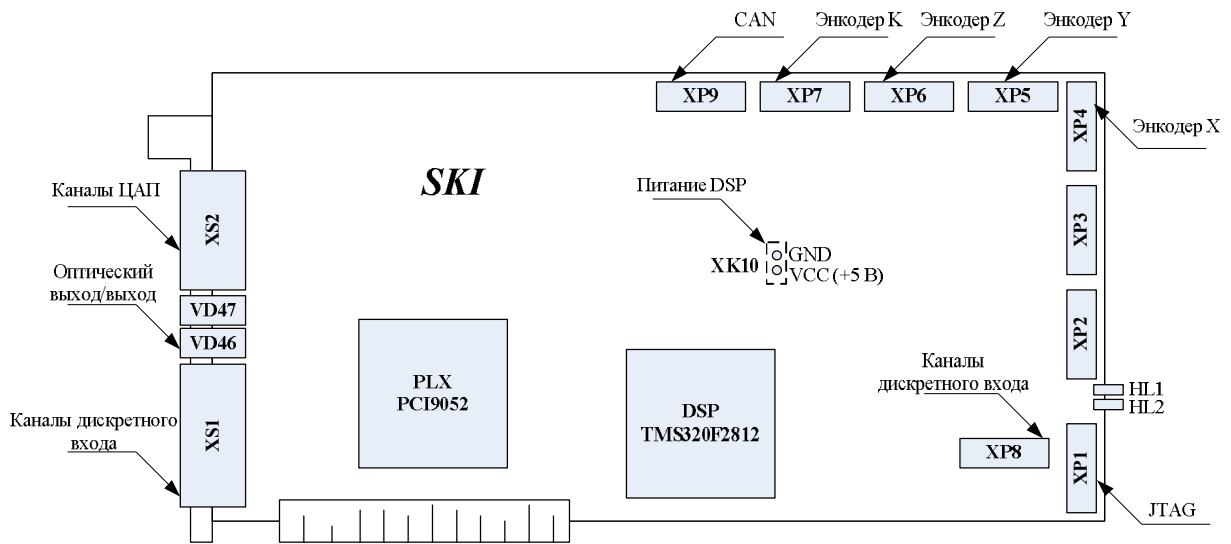 CAN
Энкодер K
Энкодер Z
Энкодер Y
XP9
XP7
XP6
XP5
XP4
Энкодер X
Каналы ЦАП
XS2
SKI
Питание DSP
XP3
XK10
GND
VCC (+5 В)
Оптический
выход/выход
VD47
VD46
PLX
PCI9052
DSP
TMS320F2812
XP2
Каналы
дискретного входа
HL1
HL2
Каналы дискретного
входа
XS1
XP8
XP1
JTAG